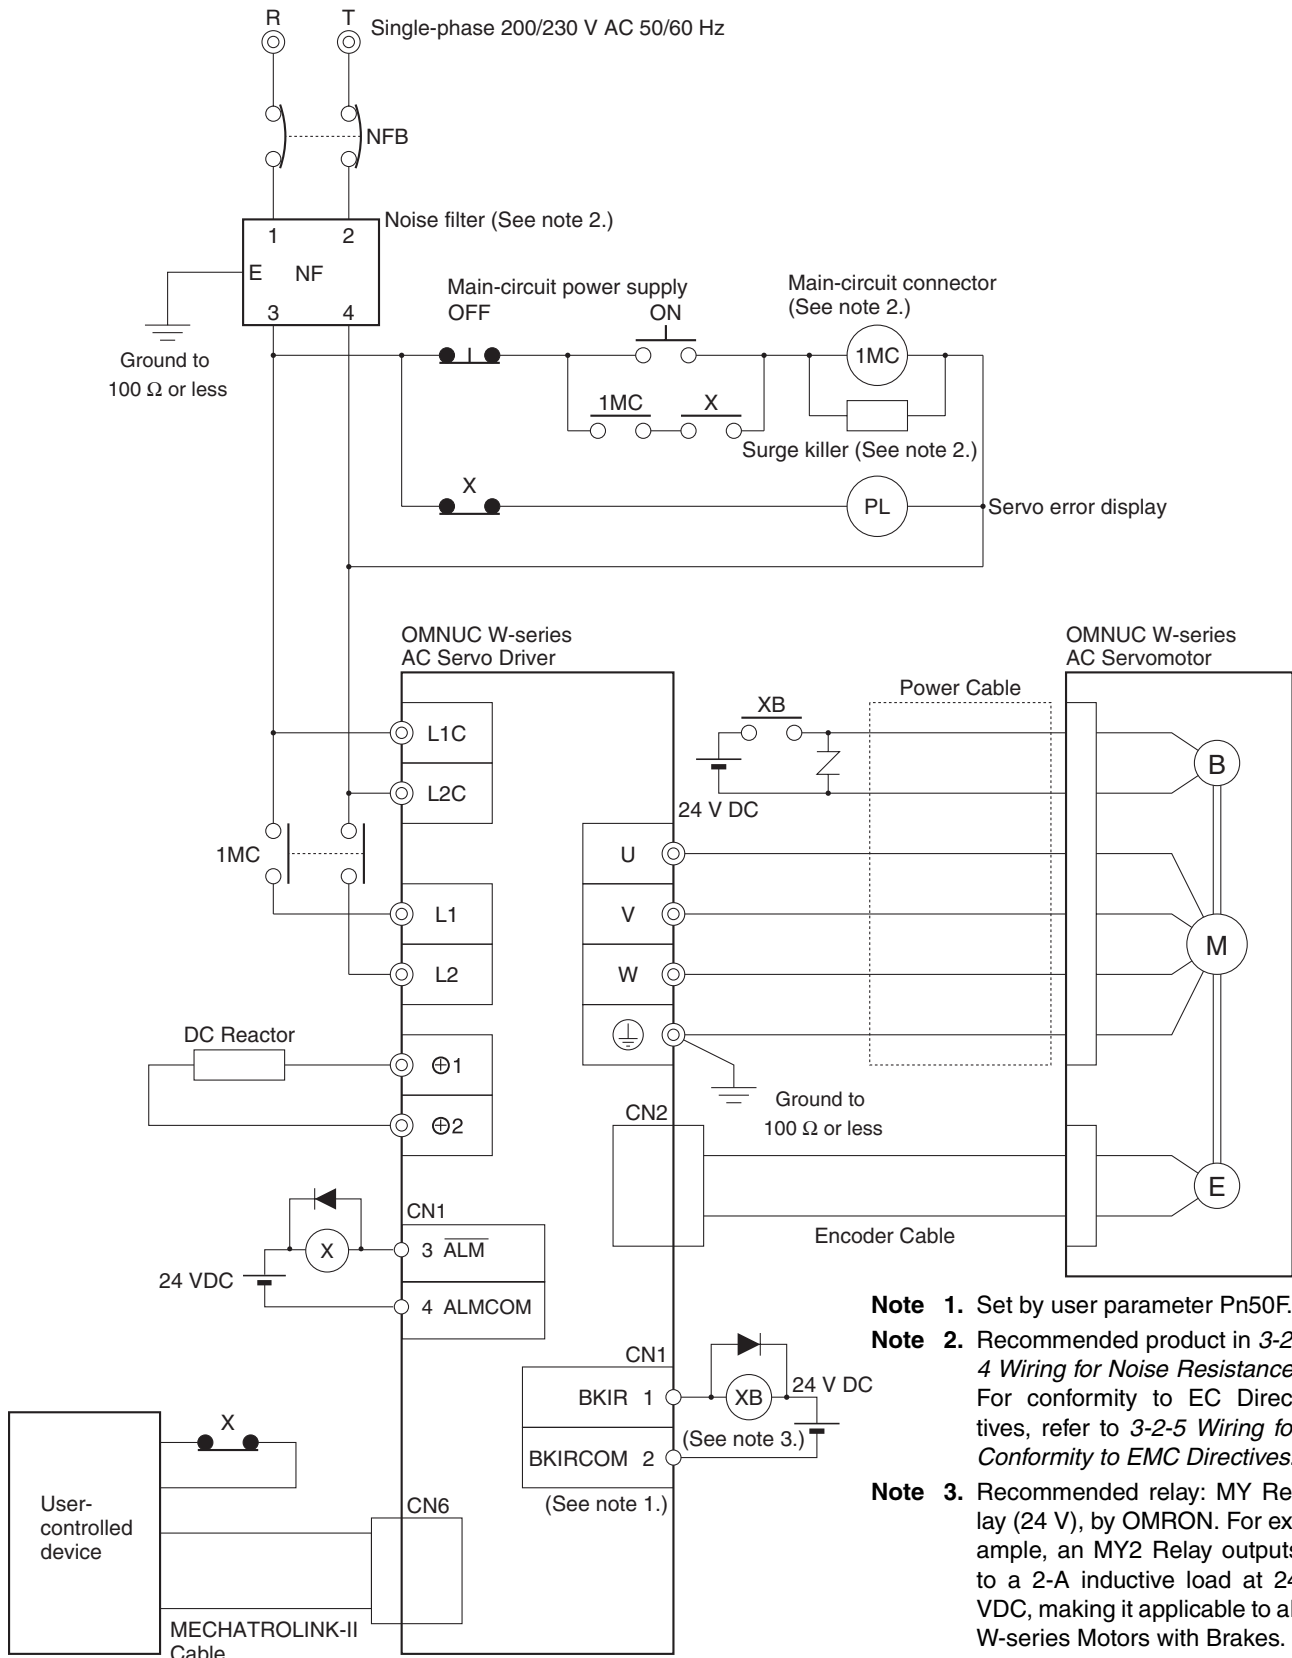 R T
Single-phase 200/230 V AC 50/60 Hz
NFB
Noise filter (See note 2.)
1 2
E NF
3 4
Ground to
100 Ω or less
Main-circuit power supply
OFF ON
Main-circuit connector
(See note 2.)
1MC
1MC X
Surge killer (See note 2.)
X
PL
Servo error display
OMNUC W-series
AC Servo Driver
OMNUC W-series
AC Servomotor
Power Cable
XB
24 V DC
L1C
L2C
1MC
L1
L2
U
V
W
B
M
E
DC Reactor
⊕1
⊕2
Ground to
100 Ω or less
CN2
Encoder Cable
CN1
X
3 A̅L̅M̅
24 VDC
4 ALMCOM
CN1
BKIR 1
XB
24 V DC
(See note 3.)
BKIRCOM 2
(See note 1.)
X
User-
controlled
device
CN6
MECHATROLINK-II
Cable
Note 1. Set by user parameter Pn50F.
Note 2. Recommended product in 3-2-
4 Wiring for Noise Resistance
For conformity to EC Direc-
tives, refer to 3-2-5 Wiring fo
Conformity to EMC Directives.
Note 3. Recommended relay: MY Re-
lay (24 V), by OMRON. For ex-
ample, an MY2 Relay outputs
to a 2-A inductive load at 24
VDC, making it applicable to al
W-series Motors with Brakes.